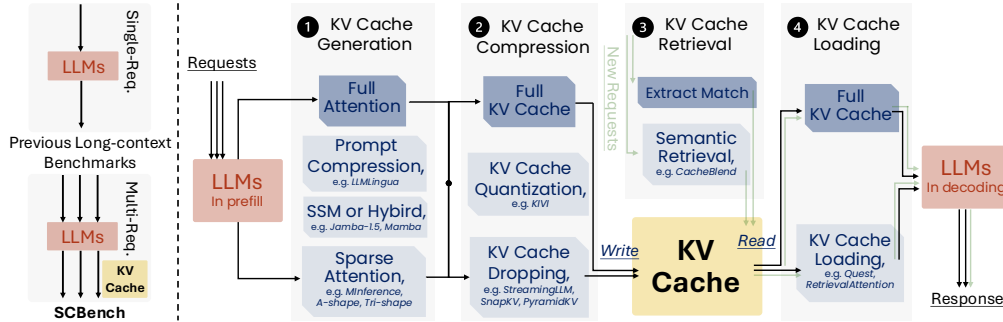 Single-Req.
LLMs
Previous Long-context
Benchmarks
Multi-Req.
LLMs
KV
Cache
SCBench
Requests
LLMs
In prefill
1 KV Cache
Generation
Full
Attention
Prompt
Compression,
e.g. LLMLingua
SSM or Hybird,
e.g. Jamba-1.5, Mamba
Sparse
Attention,
e.g. MInference,
A-shape, Tri-shape
2 KV Cache
Compression
Full
KV Cache
KV Cache
Quantization,
e.g. KIVI
KV Cache
Dropping,
e.g. StreamingLLM,
SnapKV, PyramidKV
3 KV Cache
Retrieval
New Requests
Extract Match
Semantic
Retrieval,
e.g. CacheBlend
Write
KV
Cache
Read
4 KV Cache
Loading
Full
KV Cache
KV Cache
Loading,
e.g. Quest,
RetrievalAttention
LLMs
In decoding
Response